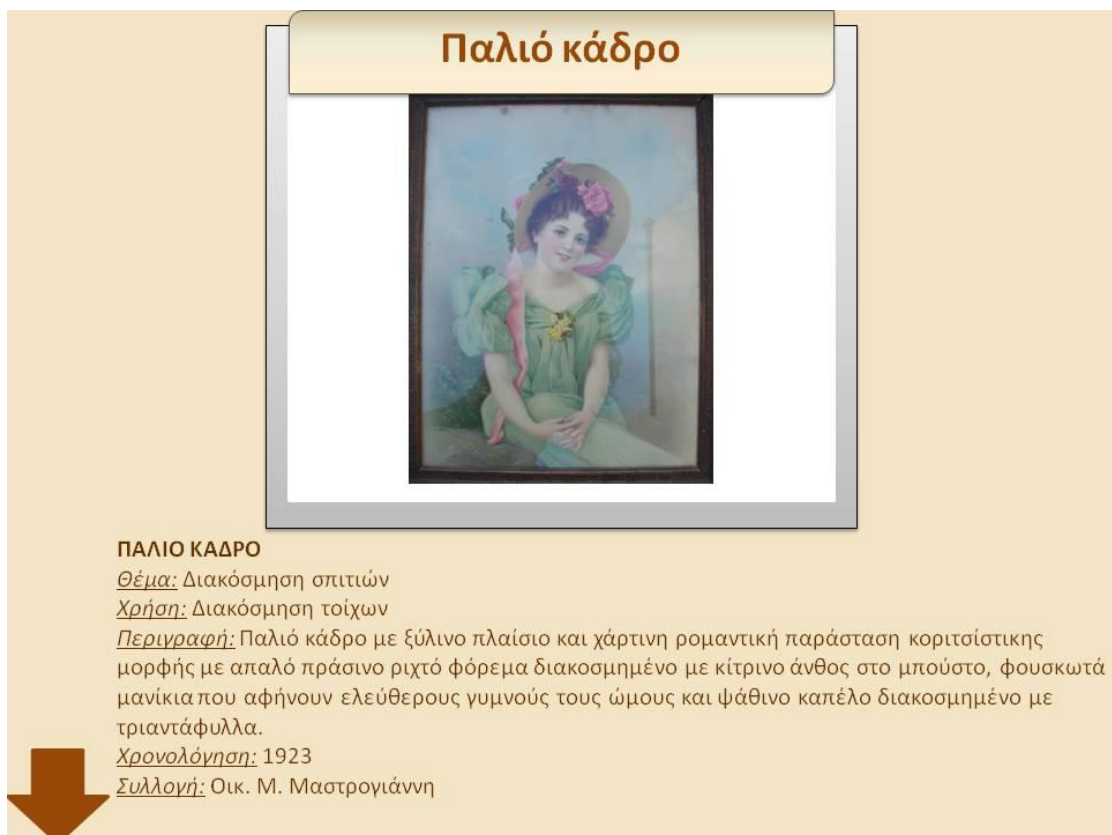 Παλιό κάδρο
ΠΑΛΙΟ ΚΑΔΡΟ
Θέμα: Διακόσμηση σπιτιών
Χρήση: Διακόσμηση τοίχων
Περιγραφή: Παλιό κάδρο με ξύλινο πλαίσιο και χάρτινη ρομαντική παράσταση κοριτσίστικης
μορφής με απαλό πράσινο ριχτό φόρεμα διακοσμημένο με κίτρινο άνθος στο μπούστο, φουσκωτά
μανίκια που αφήνουν ελεύθερους γυμνούς τους ώμους και ψάθινο καπέλο διακοσμημένο με
τριαντάφυλλα.
Χρονολόγηση: 1923
Συλλογή: Οικ. Μ. Μαστρογιάννη